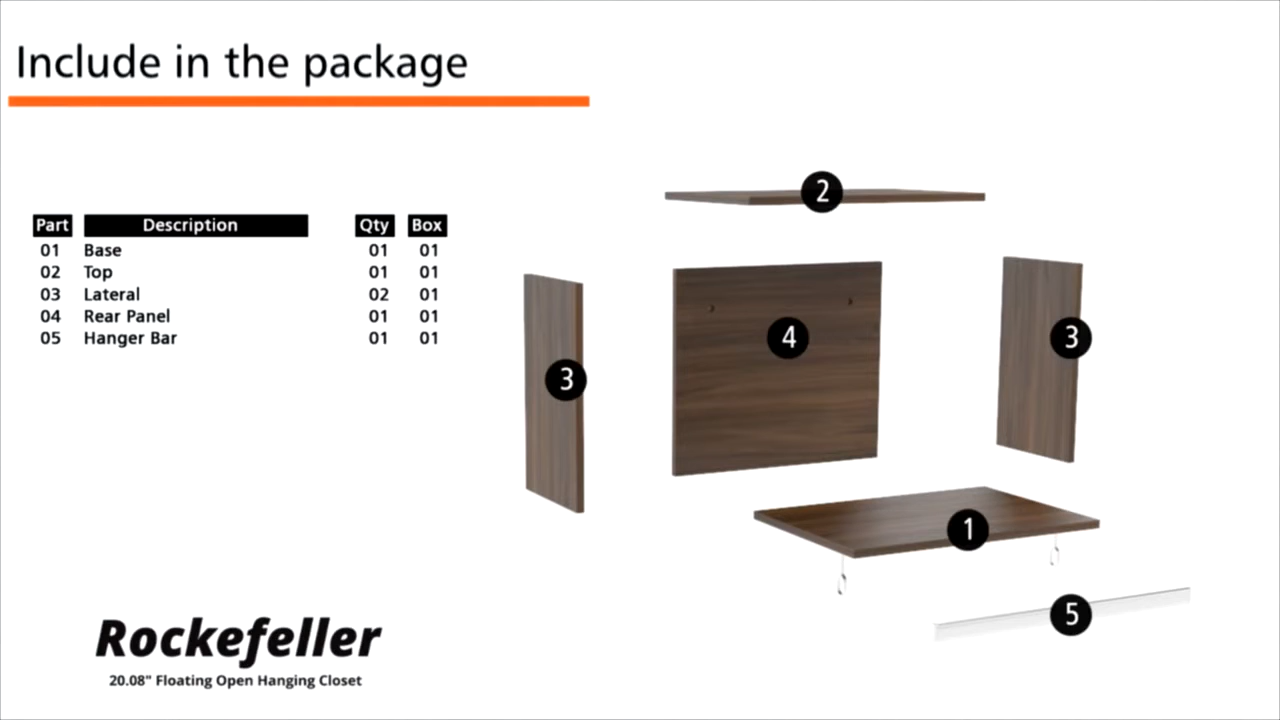 Include in the package
Part Description Qty Box
01 Base 01 01
02 Top 01 01
03 Lateral 02 01
04 Rear Panel 01 01
05 Hanger Bar 01 01
2
4
3
3
1
5
Rockefeller
20.08" Floating Open Hanging Closet